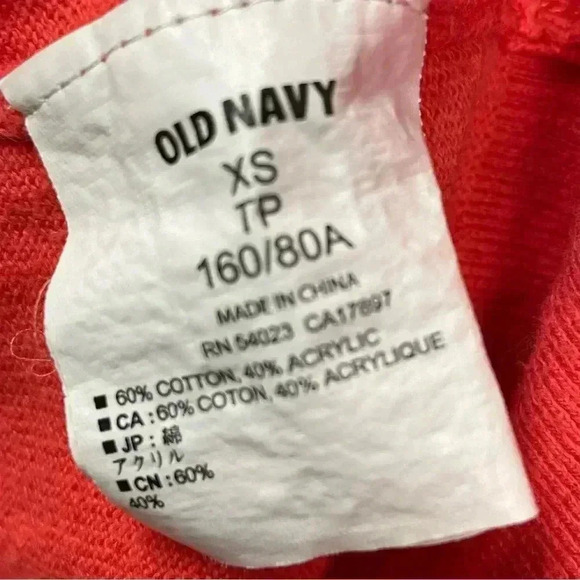 OLD NAVY
XS
TP
160/80A
MADE IN CHINA
RN 54023 CA17897
■ 60% COTTON, 40% ACRYLIC
■ CA : 60% COTON, 40% ACRYLIQUE
■ JP : 綿
アクリル
■ CN : 60%
40%